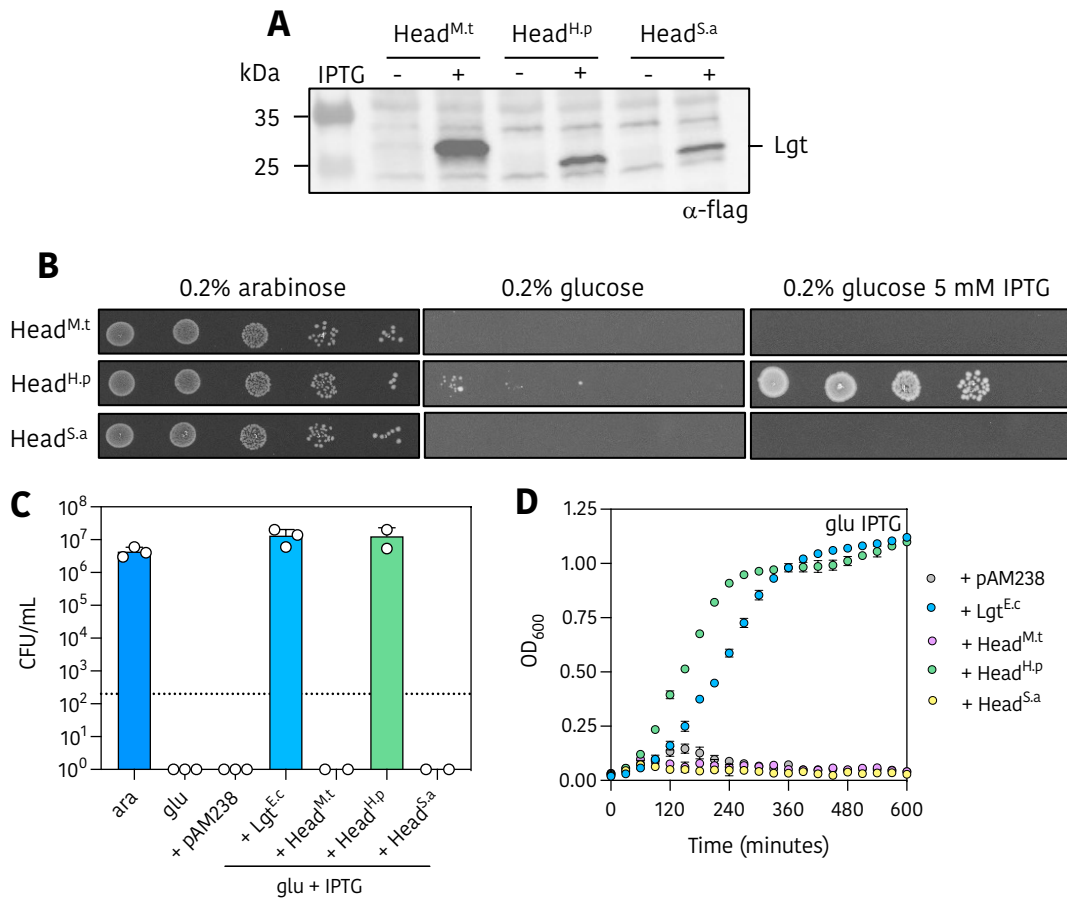 A
Head^M.t Head^H.p Head^S.a
kDa IPTG - + - + - +
35
25
Lgt
α-flag
B
0.2% arabinose 0.2% glucose 0.2% glucose 5 mM IPTG
Head^M.t
Head^H.p
Head^S.a
C
CFU/mL
10^8
10^7
10^6
10^5
10^4
10^3
10^2
10^1
10^0
ara glu + pAM238 + Lgt^E.c + Head^M.t + Head^H.p + Head^S.a
glu + IPTG
D
glu IPTG
OD600
1.25
1.00
0.75
0.50
0.25
0.00
0 120 240 360 480 600
Time (minutes)
+ pAM238
+ Lgt^E.c
+ Head^M.t
+ Head^H.p
+ Head^S.a